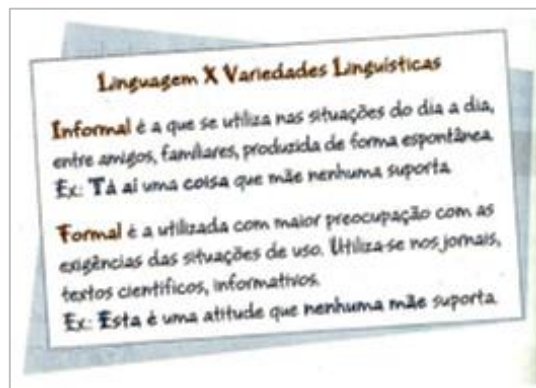 Linguagem X Variedades Linguísticas
Informal é a que se utiliza nas situações do dia a dia,
entre amigos, familiares, produzida de forma espontânea.
Ex: Tá aí uma coisa que mãe nenhuma suporta
Formal é a utilizada com maior preocupação com as
exigências das situações de uso. Utiliza-se nos jornais,
textos científicos, informativos.
Ex: Esta é uma atitude que nenhuma mãe suporta.